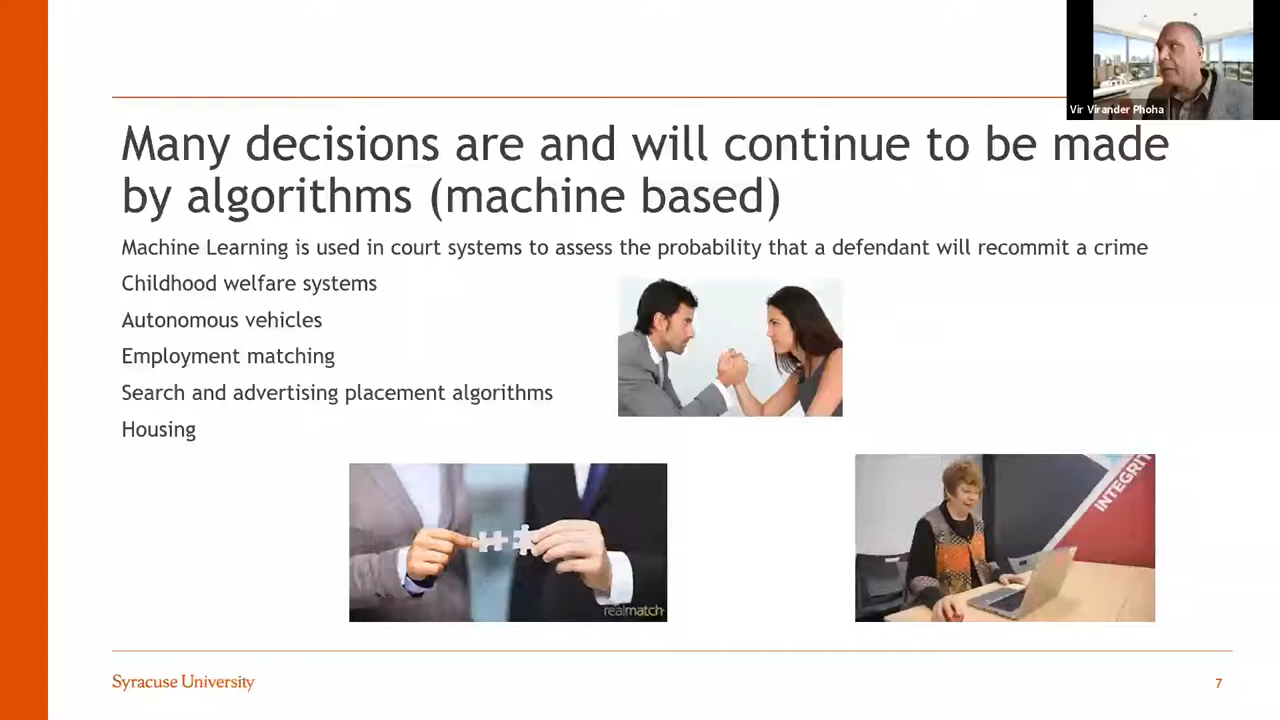 Vir Virander Phoha
Many decisions are and will continue to be made
by algorithms (machine based)
Machine Learning is used in court systems to assess the probability that a defendant will recommit a crime
Childhood welfare systems
Autonomous vehicles
Employment matching
Search and advertising placement algorithms
Housing
realmatch
INTEGRIT
Syracuse University
7